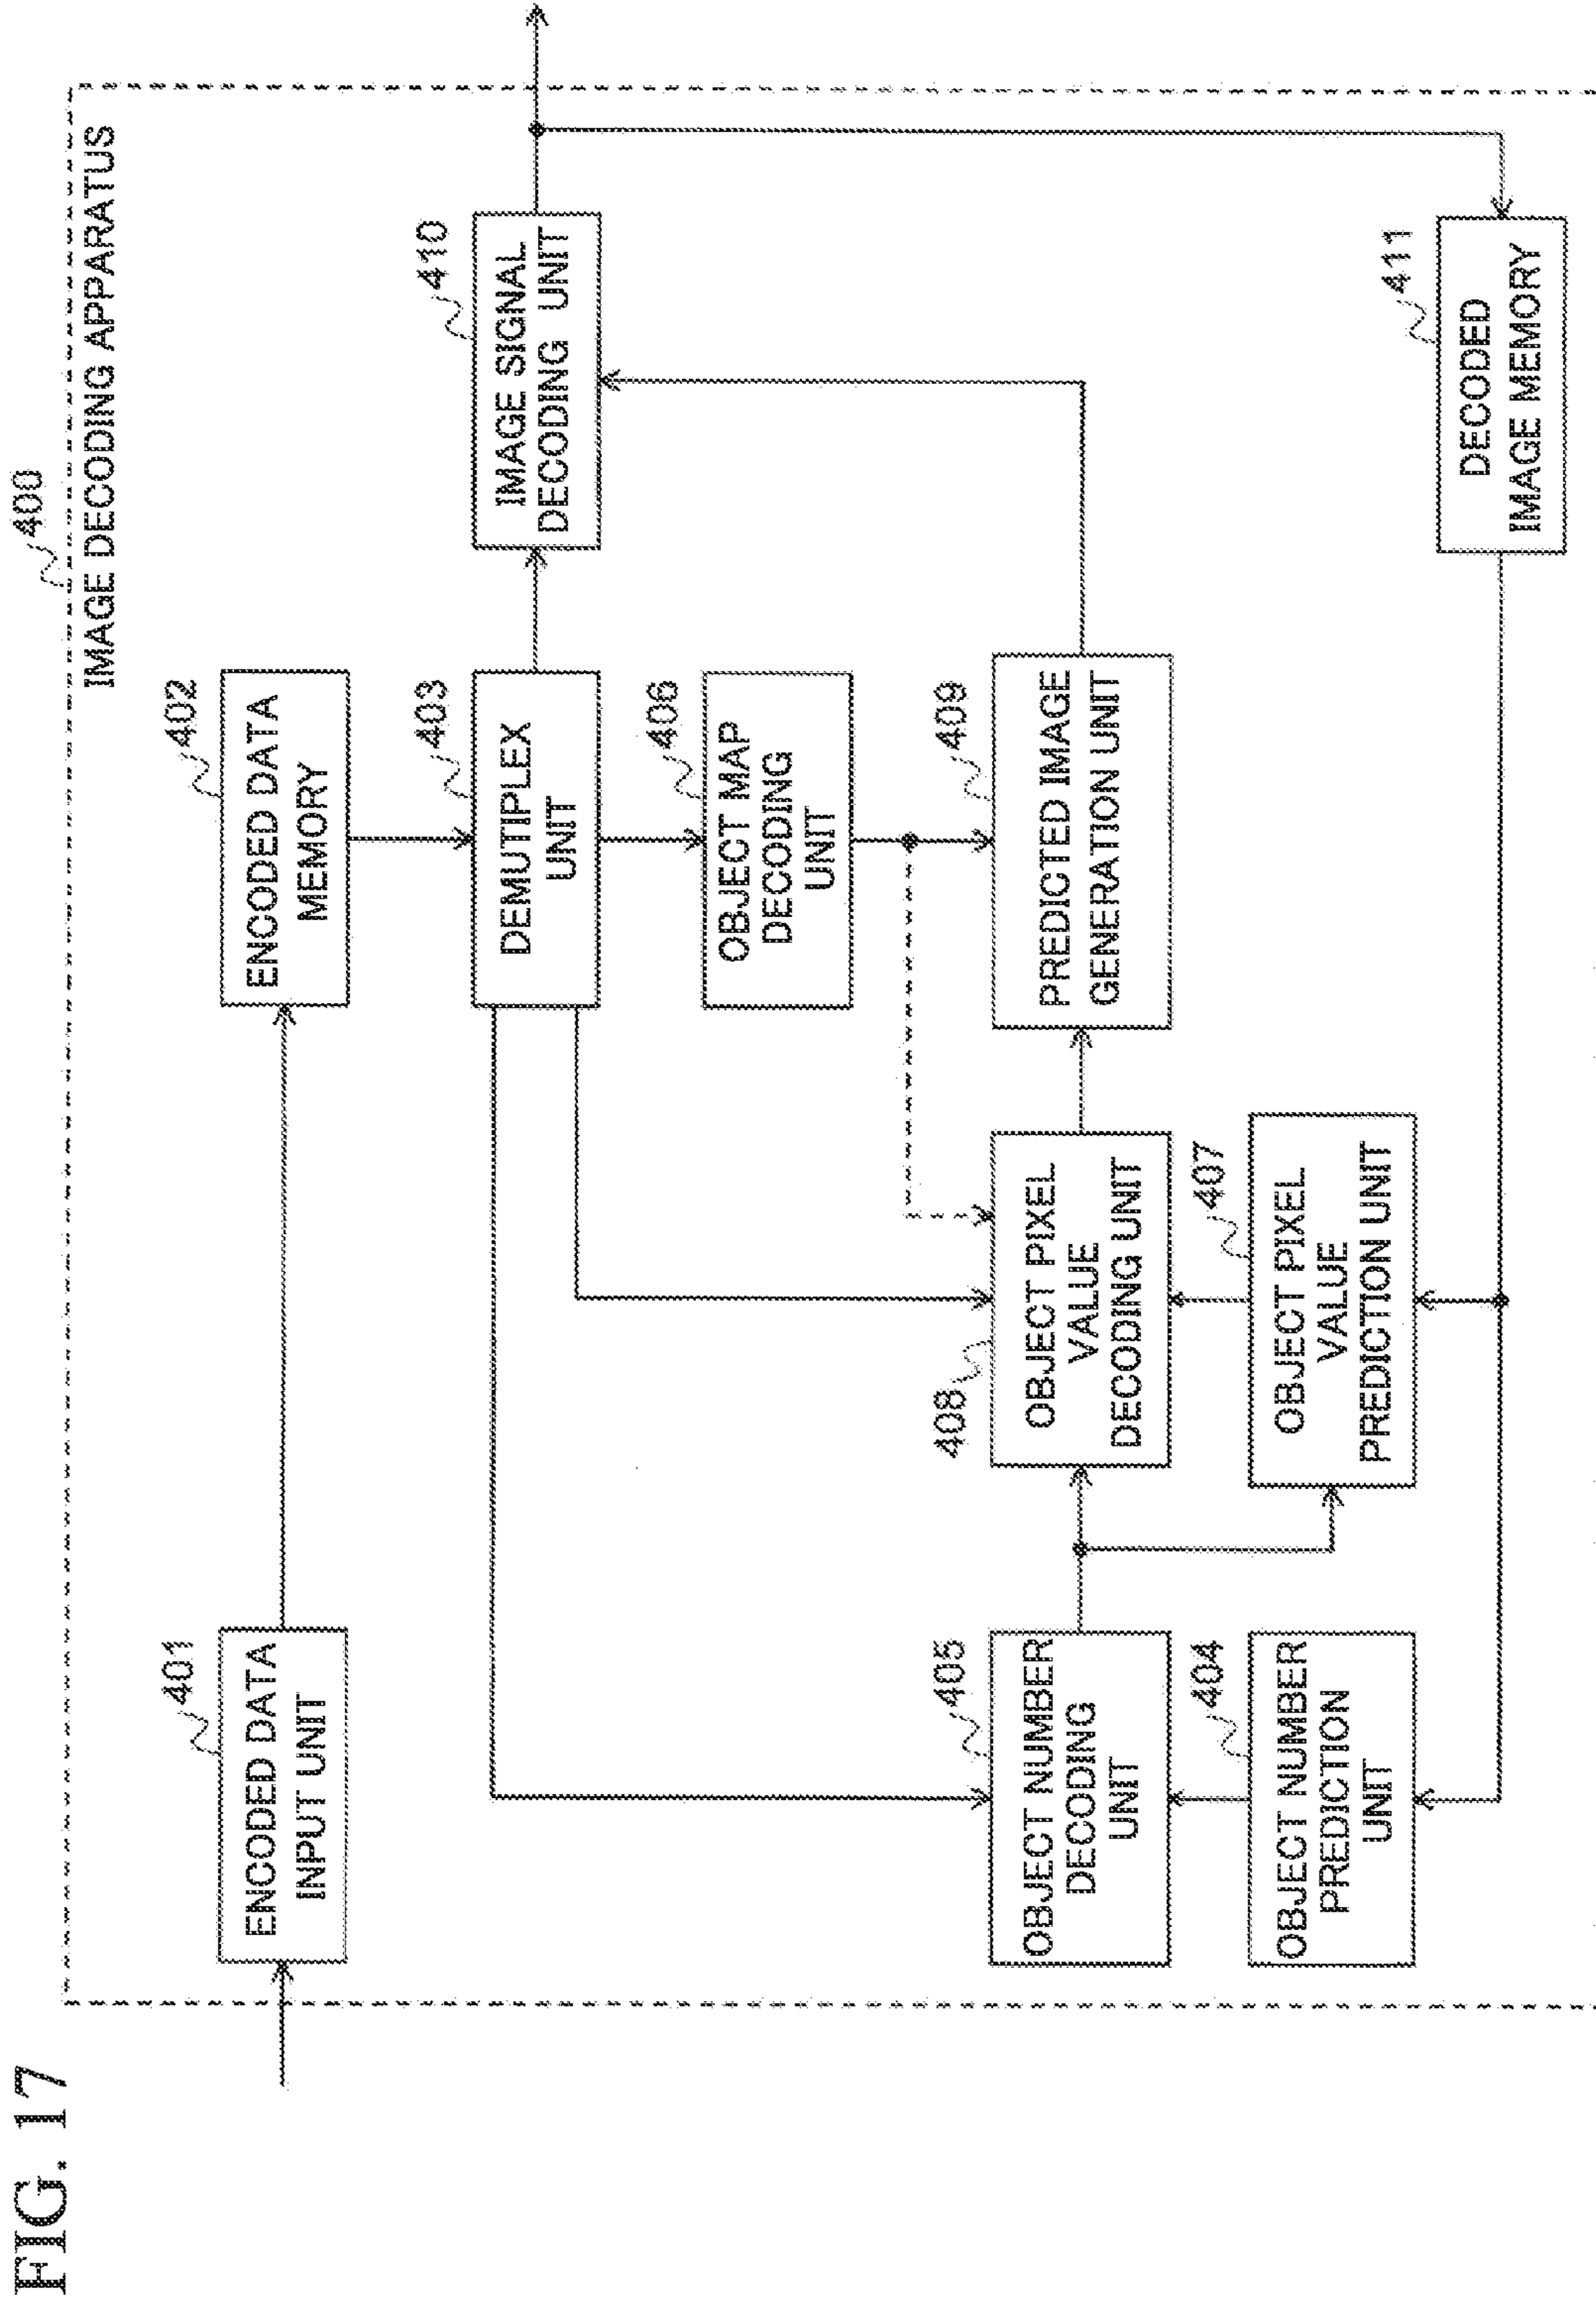 FIG. 17
400
IMAGE DECODING APPARATUS
401
ENCODED DATA
INPUT UNIT
402
ENCODED DATA
MEMORY
403
DEMUTIPLEX
UNIT
410
IMAGE SIGNAL
DECODING UNIT
406
OBJECT MAP
DECODING
UNIT
405
OBJECT NUMBER
DECODING
UNIT
408
OBJECT PIXEL
VALUE
DECODING UNIT
409
PREDICTED IMAGE
GENERATION UNIT
404
OBJECT NUMBER
PREDICTION
UNIT
407
OBJECT PIXEL
VALUE
PREDICTION UNIT
411
DECODED
IMAGE MEMORY